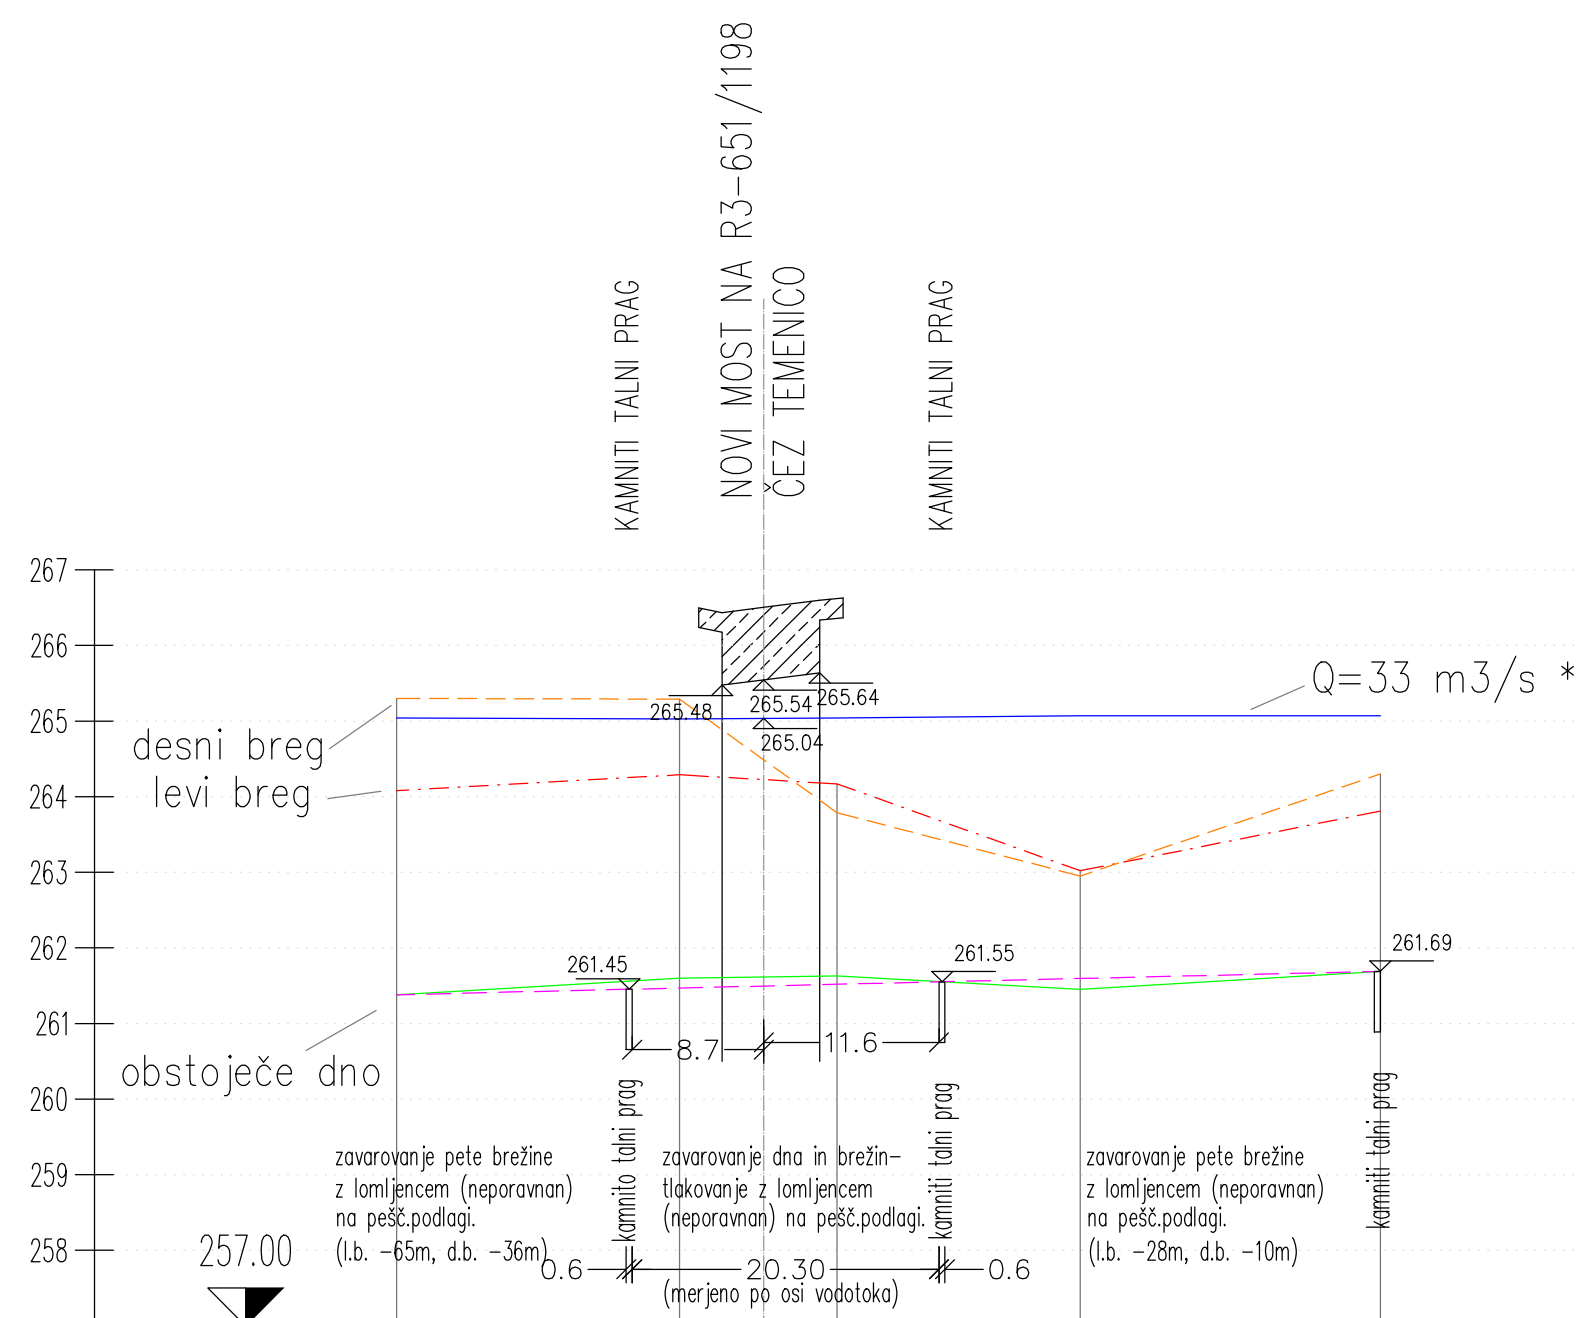 NOVI MOST NA R3-651/1198
ČEZ TEMENICO
KAMNITI TALNI PRAG
KAMNITI TALNI PRAG
267
266
265
264
263
262
261
260
259
258
257.00
desni breg
levi breg
obstoječe dno
Q=33 m3/s *
265.48
265.54
265.64
265.04
261.45
261.55
261.69
8.7
11.6
kamnito talni prag
kamniti talni prag
kamniti talni prag
zavarovanje pete brežine
z lomljencem (neporavnan)
na pešč.podlagi.
(l.b. -65m, d.b. -36m)
zavarovanje dna in brežin-
tlakovanje z lomljencem
(neporavnan) na pešč.podlagi.
zavarovanje pete brežine
z lomljencem (neporavnan)
na pešč.podlagi.
(l.b. -28m, d.b. -10m)
0.6
20.30
0.6
(merjeno po osi vodotoka)